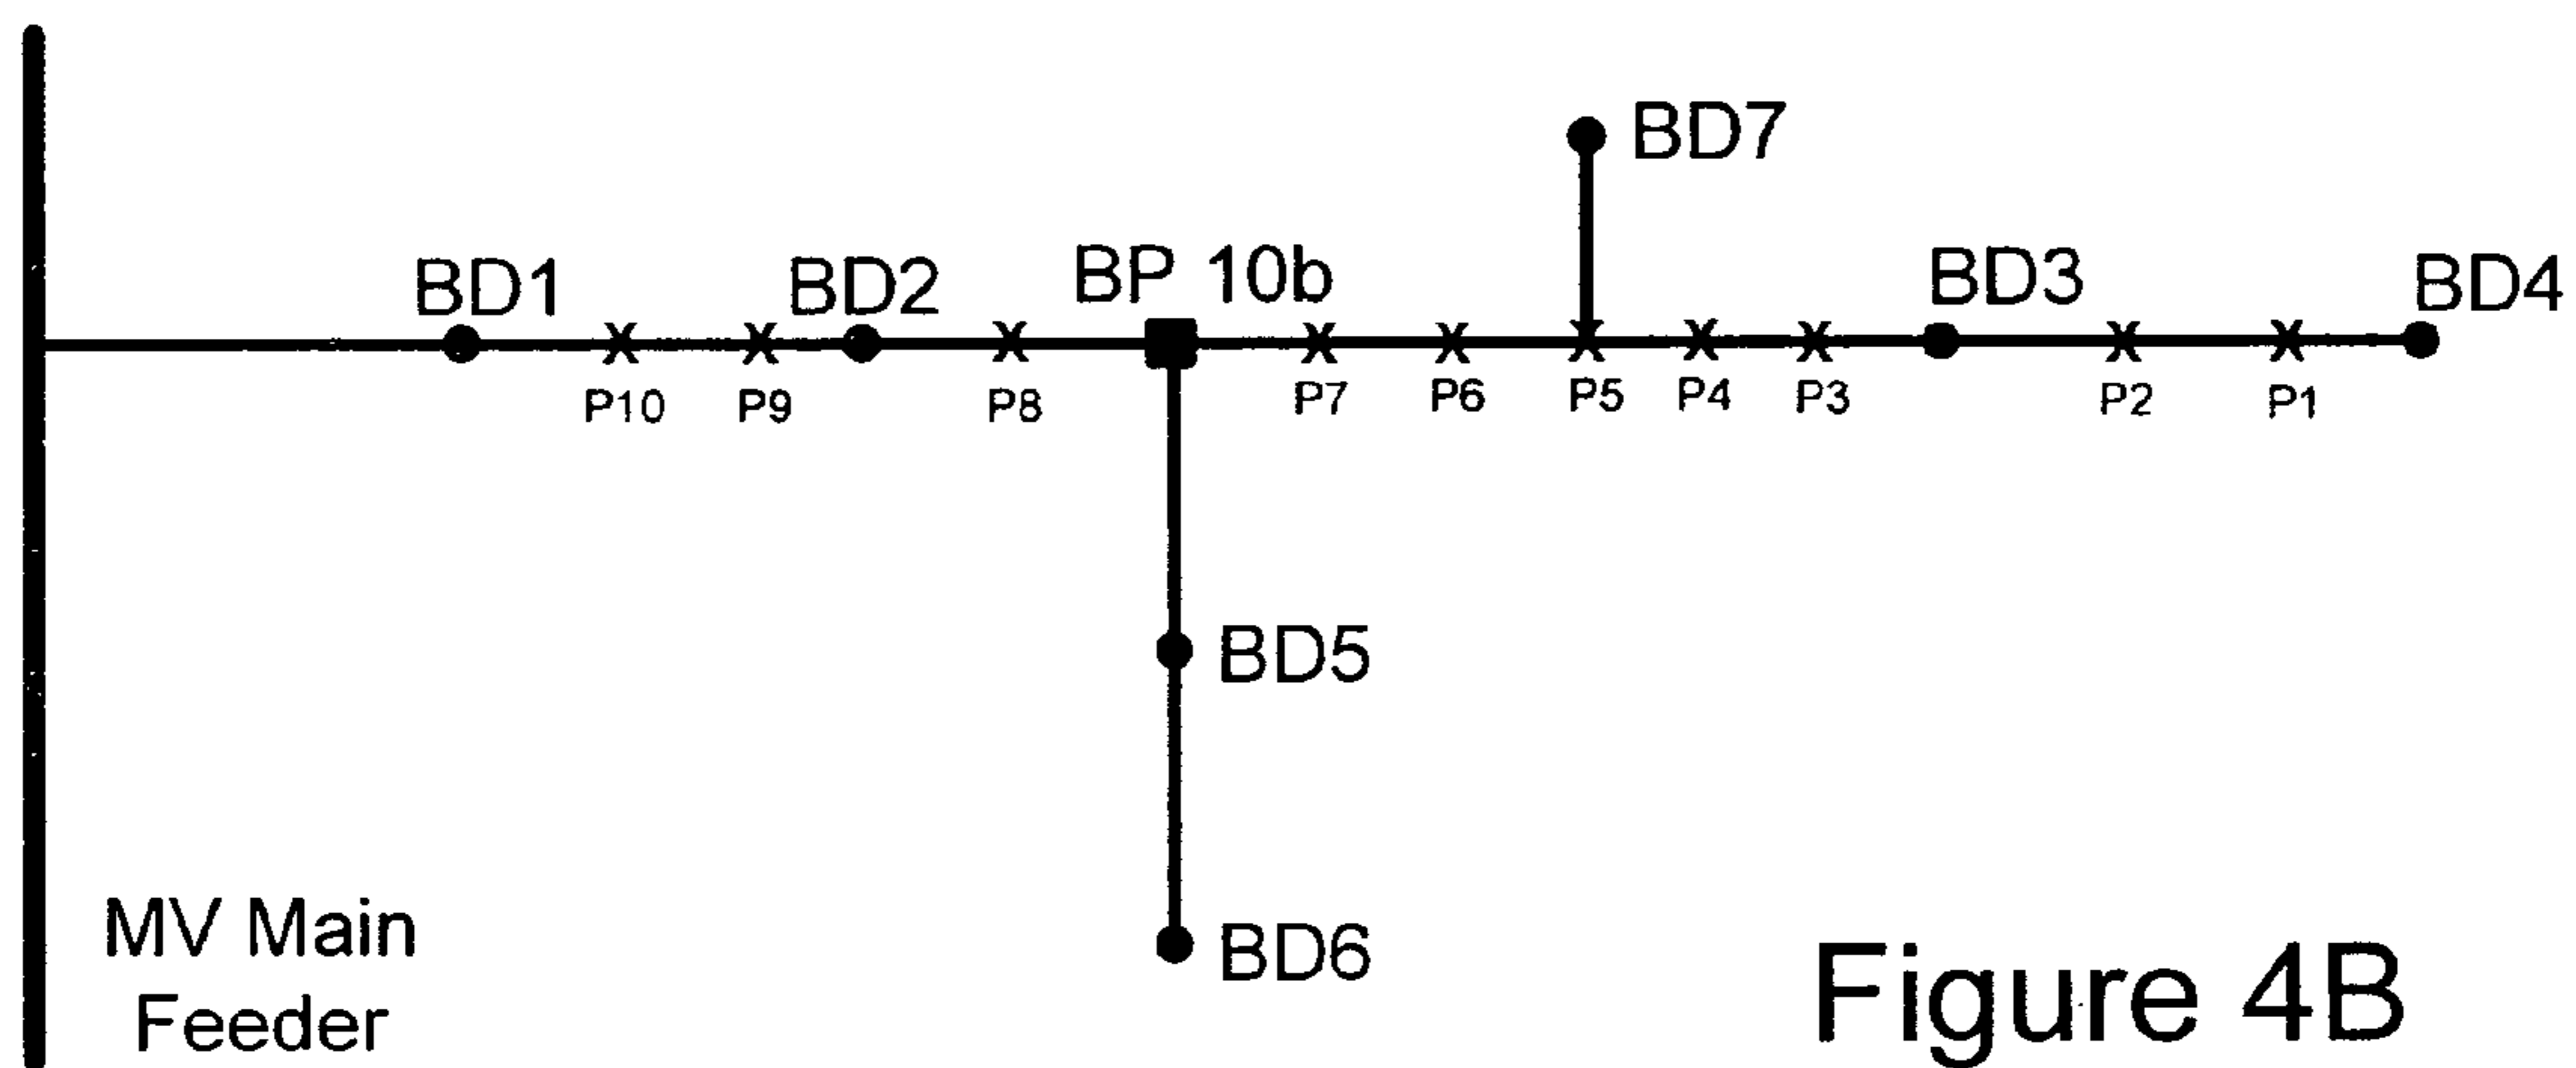 BD7
BD1
BD2
BP 10b
BD3
BD4
P10
P9
P8
P7
P6
P5
P4
P3
P2
P1
BD5
BD6
MV Main
Feeder
Figure 4B